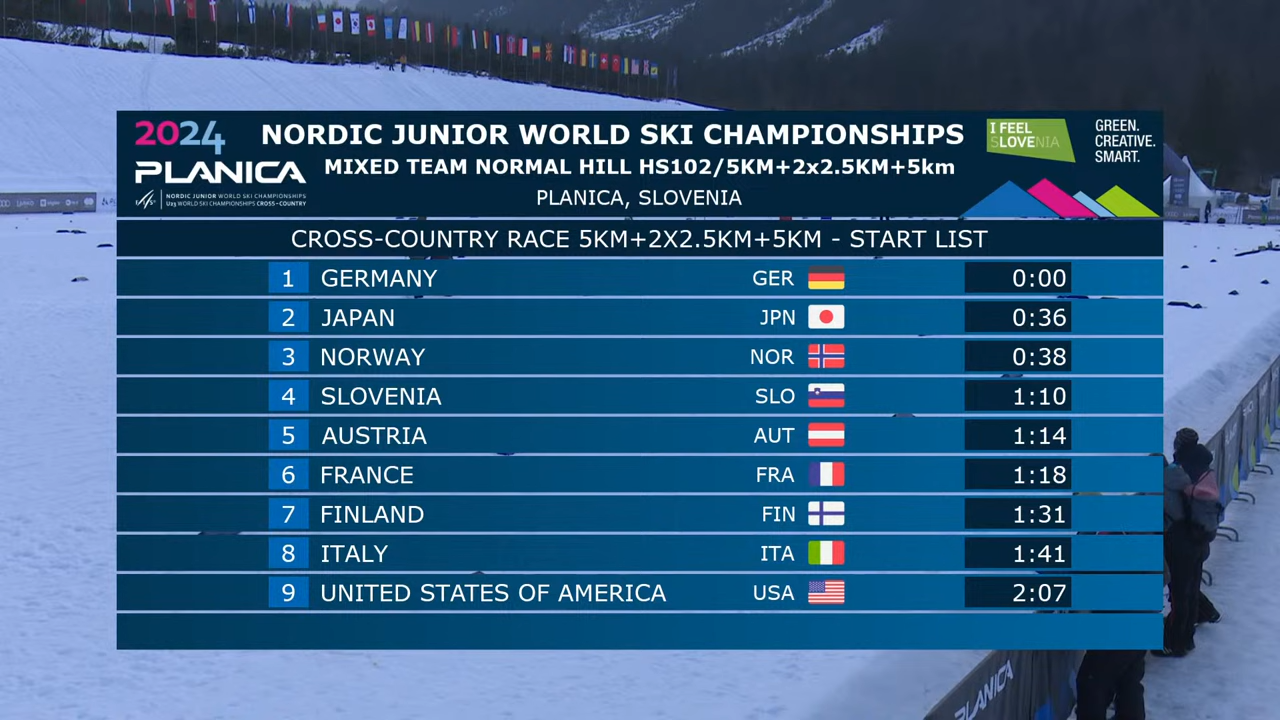 2024
PLANICA
NORDIC JUNIOR WORLD SKI CHAMPIONSHIPS
U23 WORLD SKI CHAMPIONSHIPS CROSS-COUNTRY
NORDIC JUNIOR WORLD SKI CHAMPIONSHIPS
MIXED TEAM NORMAL HILL HS102/5KM+2x2.5KM+5km
PLANICA, SLOVENIA
I FEEL
SLOVENIA
GREEN.
CREATIVE.
SMART.
CROSS-COUNTRY RACE 5KM+2X2.5KM+5KM - START LIST
1 GERMANY GER 0:00
2 JAPAN JPN 0:36
3 NORWAY NOR 0:38
4 SLOVENIA SLO 1:10
5 AUSTRIA AUT 1:14
6 FRANCE FRA 1:18
7 FINLAND FIN 1:31
8 ITALY ITA 1:41
9 UNITED STATES OF AMERICA USA 2:07
PLANICA